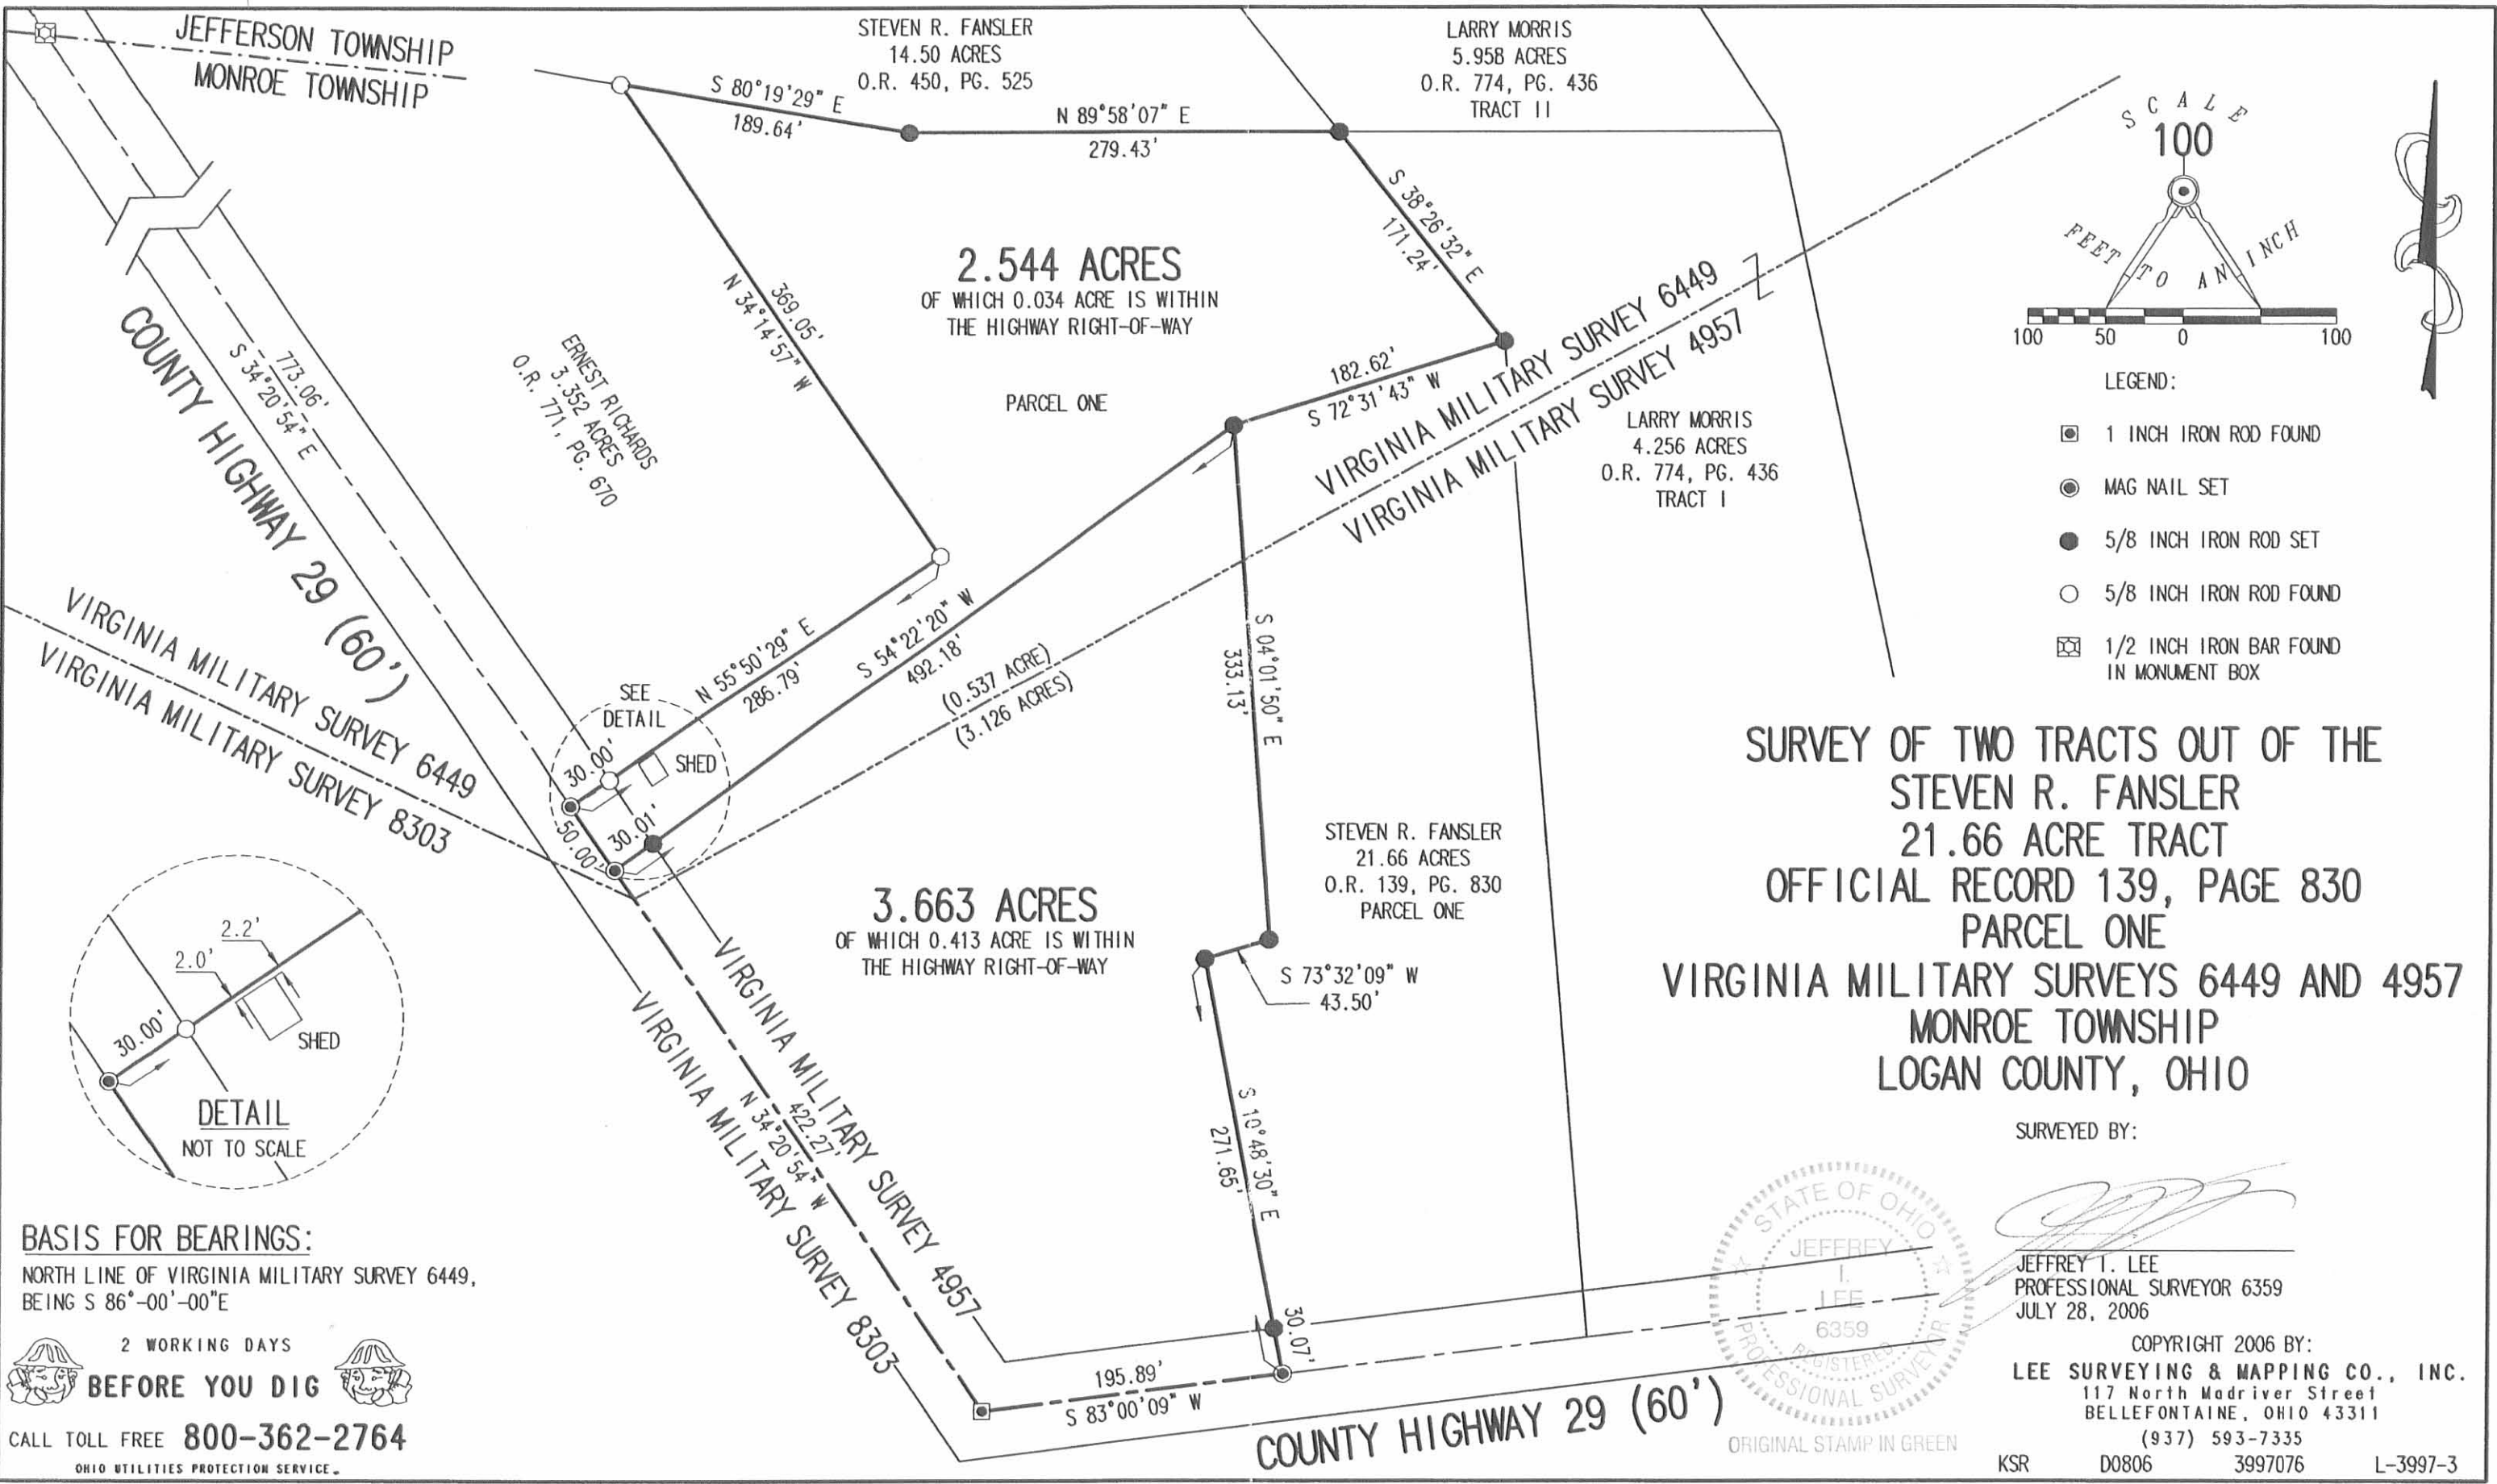 JEFFERSON TOWNSHIP
MONROE TOWNSHIP
STEVEN R. FANSLER
14.50 ACRES
O.R. 450, PG. 525
LARRY MORRIS
5.958 ACRES
O.R. 774, PG. 436
TRACT II
S 80°19'29" E
189.64'
N 89°58'07" E
279.43'
S 38°26'32" E
171.24'
2.544 ACRES
OF WHICH 0.034 ACRE IS WITHIN
THE HIGHWAY RIGHT-OF-WAY
PARCEL ONE
369.05'
N 34°14'57" W
ERNEST RICHARDS
3.352 ACRES
O.R. 771, PG. 670
773.06'
S 34°20'54" E
COUNTY HIGHWAY 29 (60')
182.62'
S 72°31'43" W
VIRGINIA MILITARY SURVEY 6449
VIRGINIA MILITARY SURVEY 4957
LARRY MORRIS
4.256 ACRES
O.R. 774, PG. 436
TRACT I
SCALE
100
FEET TO AN INCH
100 50 0 100
LEGEND:
1 INCH IRON ROD FOUND
MAG NAIL SET
5/8 INCH IRON ROD SET
5/8 INCH IRON ROD FOUND
1/2 INCH IRON BAR FOUND
IN MONUMENT BOX
VIRGINIA MILITARY SURVEY 6449
VIRGINIA MILITARY SURVEY 8303
N 55°50'29" E
286.79'
S 54°22'20" W
492.18'
(0.537 ACRE)
(3.126 ACRES)
S 04°01'50" E
333.13'
SEE
DETAIL
SHED
30.00'
30.01'
50.00'
3.663 ACRES
OF WHICH 0.413 ACRE IS WITHIN
THE HIGHWAY RIGHT-OF-WAY
STEVEN R. FANSLER
21.66 ACRES
O.R. 139, PG. 830
PARCEL ONE
S 73°32'09" W
43.50'
S 10°48'30" E
271.65'
30.07'
VIRGINIA MILITARY SURVEY 4957
VIRGINIA MILITARY SURVEY 8303
422.27'
N 34°20'54" W
195.89'
S 83°00'09" W
COUNTY HIGHWAY 29 (60')
2.2'
2.0'
30.00'
SHED
DETAIL
NOT TO SCALE
BASIS FOR BEARINGS:
NORTH LINE OF VIRGINIA MILITARY SURVEY 6449,
BEING S 86°-00'-00"E
2 WORKING DAYS
BEFORE YOU DIG
CALL TOLL FREE 800-362-2764
OHIO UTILITIES PROTECTION SERVICE.
SURVEY OF TWO TRACTS OUT OF THE
STEVEN R. FANSLER
21.66 ACRE TRACT
OFFICIAL RECORD 139, PAGE 830
PARCEL ONE
VIRGINIA MILITARY SURVEYS 6449 AND 4957
MONROE TOWNSHIP
LOGAN COUNTY, OHIO
SURVEYED BY:
STATE OF OHIO
JEFFREY
I.
LEE
6359
REGISTERED
PROFESSIONAL SURVEYOR
ORIGINAL STAMP IN GREEN
JEFFREY I. LEE
PROFESSIONAL SURVEYOR 6359
JULY 28, 2006
COPYRIGHT 2006 BY:
LEE SURVEYING & MAPPING CO., INC.
117 North Madriver Street
BELLEFONTAINE, OHIO 43311
(937) 593-7335
KSR D0806 3997076 L-3997-3